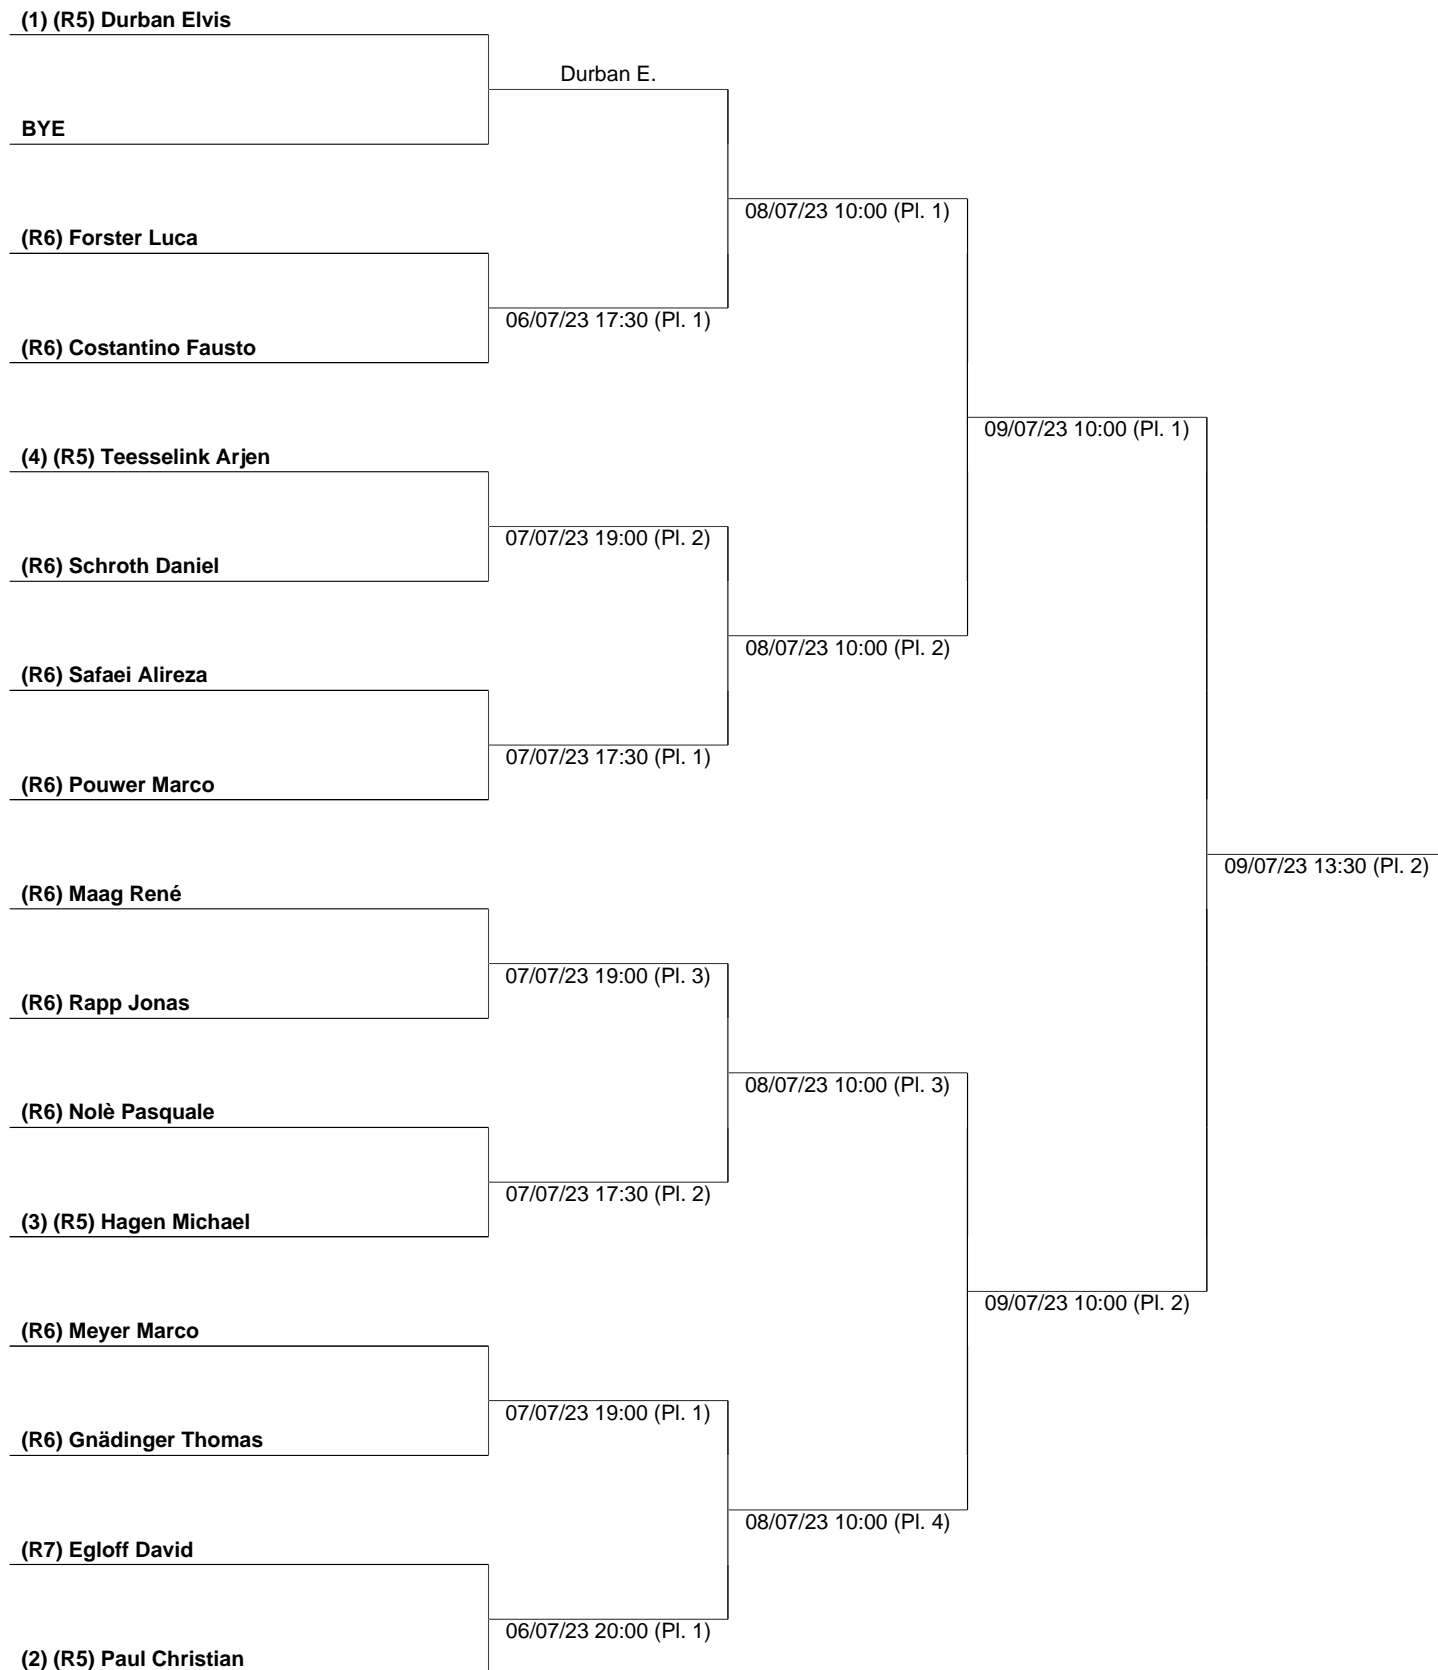 (1) (R5) Durban Elvis
Durban E.
BYE
08/07/23 10:00 (Pl. 1)
(R6) Forster Luca
06/07/23 17:30 (Pl. 1)
(R6) Costantino Fausto
09/07/23 10:00 (Pl. 1)
(4) (R5) Teesselink Arjen
07/07/23 19:00 (Pl. 2)
(R6) Schroth Daniel
08/07/23 10:00 (Pl. 2)
(R6) Safaei Alireza
07/07/23 17:30 (Pl. 1)
(R6) Pouwer Marco
09/07/23 13:30 (Pl. 2)
(R6) Maag René
07/07/23 19:00 (Pl. 3)
(R6) Rapp Jonas
08/07/23 10:00 (Pl. 3)
(R6) Nolè Pasquale
07/07/23 17:30 (Pl. 2)
(3) (R5) Hagen Michael
09/07/23 10:00 (Pl. 2)
(R6) Meyer Marco
07/07/23 19:00 (Pl. 1)
(R6) Gnädinger Thomas
08/07/23 10:00 (Pl. 4)
(R7) Egloff David
06/07/23 20:00 (Pl. 1)
(2) (R5) Paul Christian